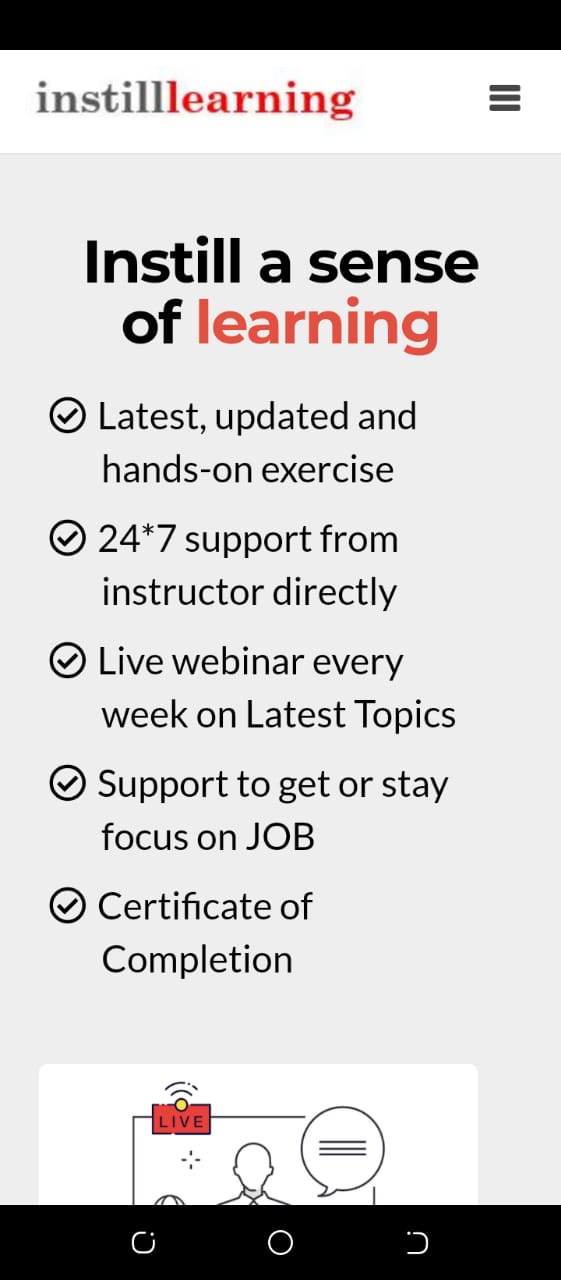 instilllearning
Instill a sense
of learning
Latest, updated and
hands-on exercise
24*7 support from
instructor directly
Live webinar every
week on Latest Topics
Support to get or stay
focus on JOB
Certificate of
Completion
LIVE